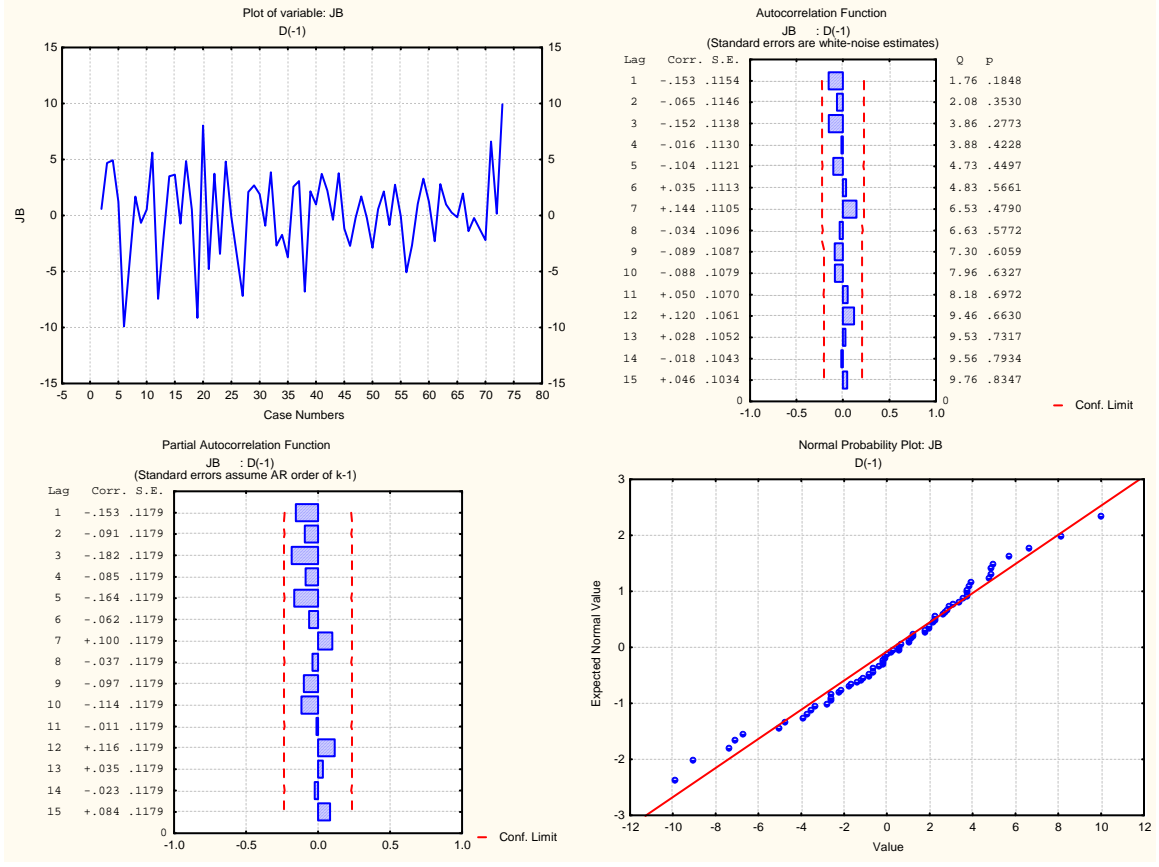 Plot of variable: JB
D(-1)
15 15
10 10
5 5
0 0
-5 -5
-10 -10
-15 -15
-5 0 5 10 15 20 25 30 35 40 45 50 55 60 65 70 75 80
Case Numbers
JB
Autocorrelation Function
JB : D(-1)
(Standard errors are white-noise estimates)
Lag Corr. S.E. Q p
1 -.153 .1154 1.76 .1848
2 -.065 .1146 2.08 .3530
3 -.152 .1138 3.86 .2773
4 -.016 .1130 3.88 .4228
5 -.104 .1121 4.73 .4497
6 +.035 .1113 4.83 .5661
7 +.144 .1105 6.53 .4790
8 -.034 .1096 6.63 .5772
9 -.089 .1087 7.30 .6059
10 -.088 .1079 7.96 .6327
11 +.050 .1070 8.18 .6972
12 +.120 .1061 9.46 .6630
13 +.028 .1052 9.53 .7317
14 -.018 .1043 9.56 .7934
15 +.046 .1034 9.76 .8347
0 0
-1.0 -0.5 0.0 0.5 1.0
Conf. Limit
Partial Autocorrelation Function
JB : D(-1)
(Standard errors assume AR order of k-1)
Lag Corr. S.E.
1 -.153 .1179
2 -.091 .1179
3 -.182 .1179
4 -.085 .1179
5 -.164 .1179
6 -.062 .1179
7 +.100 .1179
8 -.037 .1179
9 -.097 .1179
10 -.114 .1179
11 -.011 .1179
12 +.116 .1179
13 +.035 .1179
14 -.023 .1179
15 +.084 .1179
0 0
-1.0 -0.5 0.0 0.5 1.0
Conf. Limit
Normal Probability Plot: JB
D(-1)
3
2
1
0
-1
-2
-3
-12 -10 -8 -6 -4 -2 0 2 4 6 8 10 12
Value
Expected Normal Value